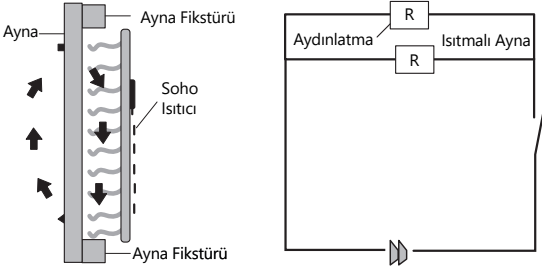 Ayna
Ayna Fikstürü
Soho
Isıtıcı
Ayna Fikstürü
R
Aydınlatma
Isıtmalı Ayna
R